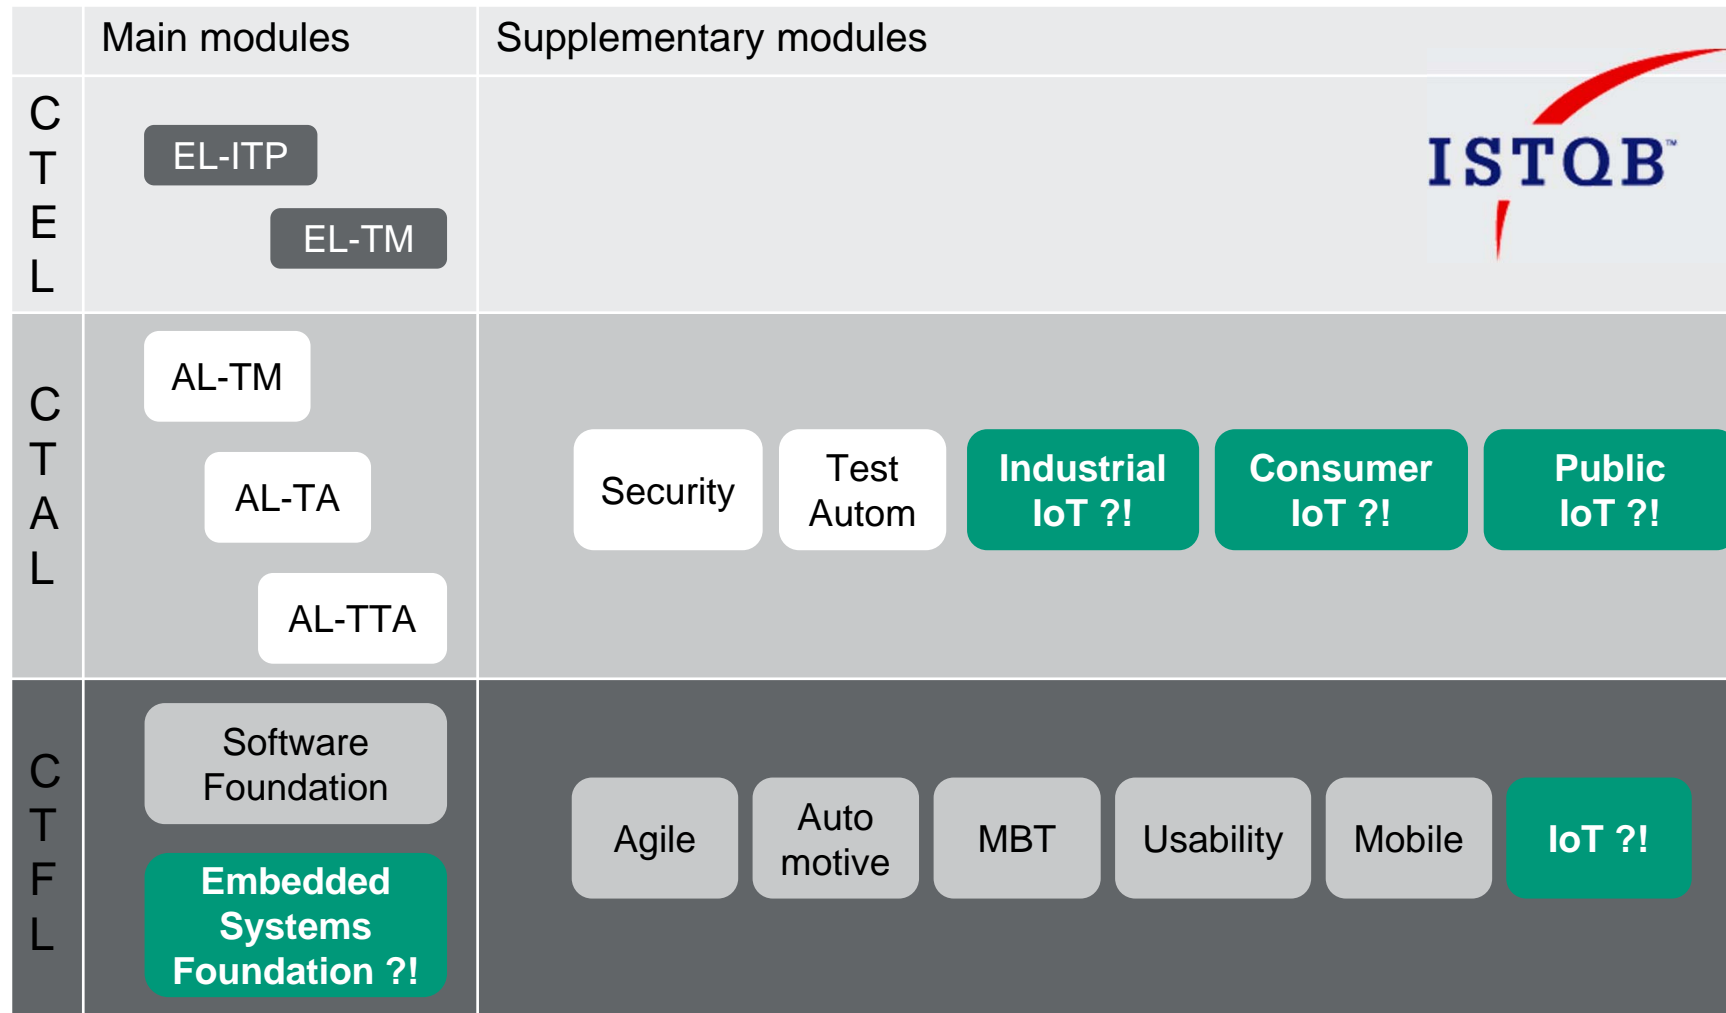 Main modules
Supplementary modules
C
T
E
L
EL-ITP
EL-TM
ISTQB™
C
T
A
L
AL-TM
AL-TA
AL-TTA
Security
Test
Autom
Industrial
IoT ?!
Consumer
IoT ?!
Public
IoT ?!
C
T
F
L
Software
Foundation
Embedded
Systems
Foundation ?!
Agile
Auto
motive
MBT
Usability
Mobile
IoT ?!